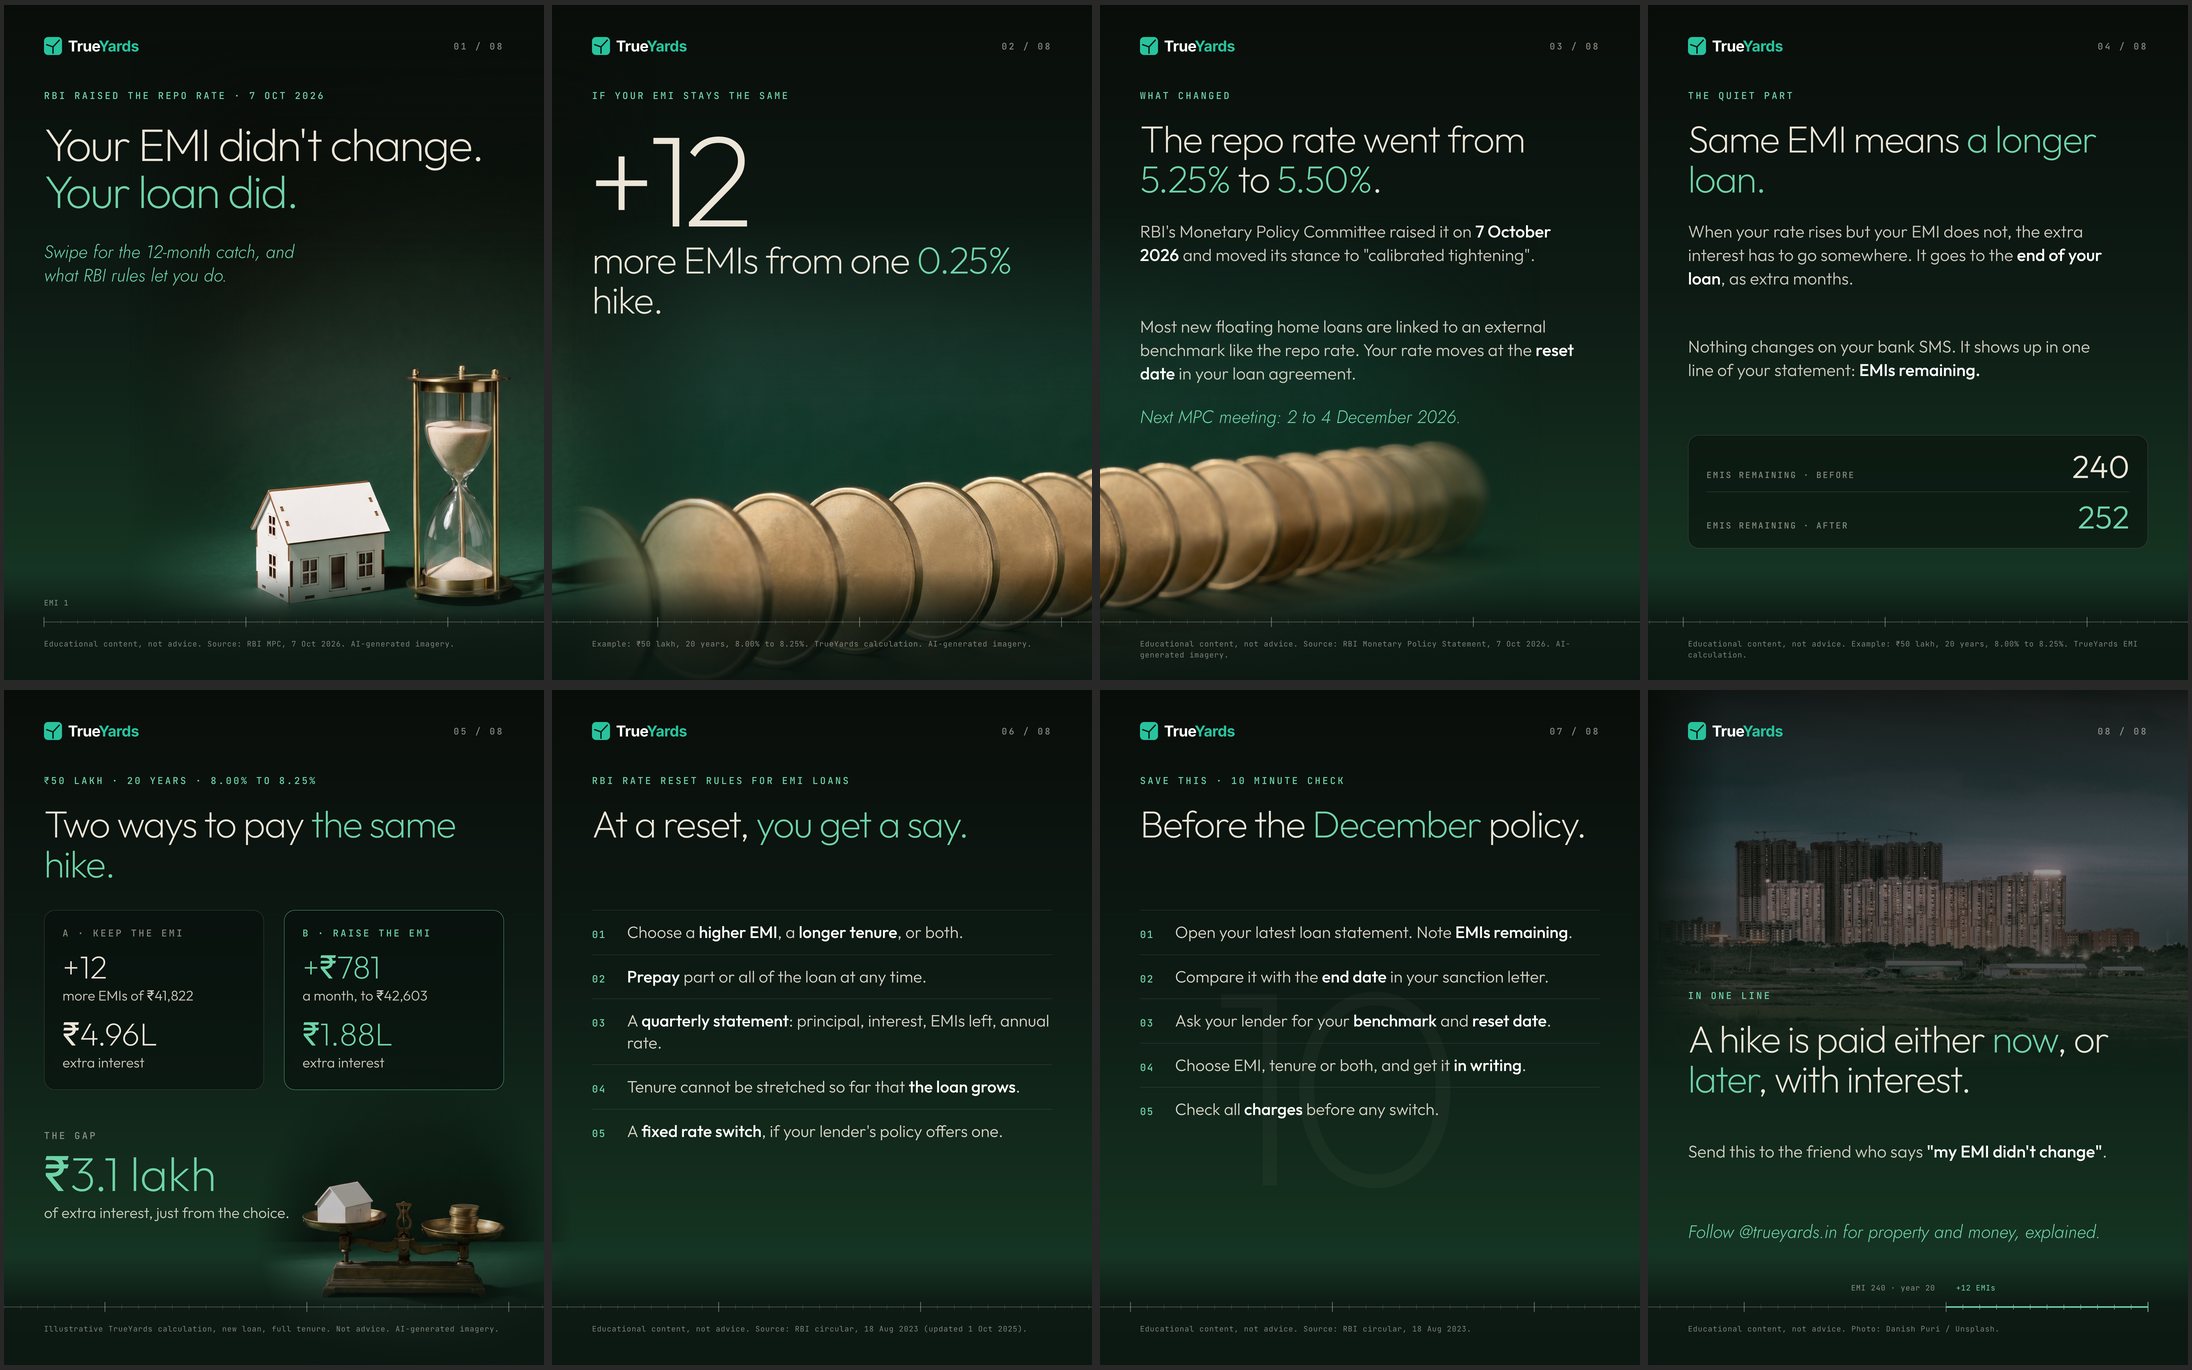 TrueYards
01 / 08
RBI RAISED THE REPO RATE · 7 OCT 2026
Your EMI didn't change.
Your loan did.
Swipe for the 12-month catch, and
what RBI rules let you do.
EMI 1
Educational content, not advice. Source: RBI MPC, 7 Oct 2026. AI-generated imagery.
TrueYards
02 / 08
IF YOUR EMI STAYS THE SAME
+12
more EMIs from one 0.25%
hike.
Example: ₹50 lakh, 20 years, 8.00% to 8.25%. TrueYards calculation. AI-generated imagery.
TrueYards
03 / 08
WHAT CHANGED
The repo rate went from
5.25% to 5.50%.
RBI's Monetary Policy Committee raised it on 7 October
2026 and moved its stance to "calibrated tightening".
Most new floating home loans are linked to an external
benchmark like the repo rate. Your rate moves at the reset
date in your loan agreement.
Next MPC meeting: 2 to 4 December 2026.
Educational content, not advice. Source: RBI Monetary Policy Statement, 7 Oct 2026. AI-
generated imagery.
TrueYards
04 / 08
THE QUIET PART
Same EMI means a longer
loan.
When your rate rises but your EMI does not, the extra
interest has to go somewhere. It goes to the end of your
loan, as extra months.
Nothing changes on your bank SMS. It shows up in one
line of your statement: EMIs remaining.
EMIS REMAINING · BEFORE 240
EMIS REMAINING · AFTER 252
Educational content, not advice. Example: ₹50 lakh, 20 years, 8.00% to 8.25%. TrueYards EMI
calculation.
TrueYards
05 / 08
₹50 LAKH · 20 YEARS · 8.00% TO 8.25%
Two ways to pay the same
hike.
A · KEEP THE EMI
+12
more EMIs of ₹41,822
₹4.96L
extra interest
B · RAISE THE EMI
+₹781
a month, to ₹42,603
₹1.88L
extra interest
THE GAP
₹3.1 lakh
of extra interest, just from the choice.
Illustrative TrueYards calculation, new loan, full tenure. Not advice. AI-generated imagery.
TrueYards
06 / 08
RBI RATE RESET RULES FOR EMI LOANS
At a reset, you get a say.
01 Choose a higher EMI, a longer tenure, or both.
02 Prepay part or all of the loan at any time.
03 A quarterly statement: principal, interest, EMIs left, annual
rate.
04 Tenure cannot be stretched so far that the loan grows.
05 A fixed rate switch, if your lender's policy offers one.
Educational content, not advice. Source: RBI circular, 18 Aug 2023 (updated 1 Oct 2025).
TrueYards
07 / 08
SAVE THIS · 10 MINUTE CHECK
Before the December policy.
10
01 Open your latest loan statement. Note EMIs remaining.
02 Compare it with the end date in your sanction letter.
03 Ask your lender for your benchmark and reset date.
04 Choose EMI, tenure or both, and get it in writing.
05 Check all charges before any switch.
Educational content, not advice. Source: RBI circular, 18 Aug 2023.
TrueYards
08 / 08
IN ONE LINE
A hike is paid either now, or
later, with interest.
Send this to the friend who says "my EMI didn't change".
Follow @trueyards.in for property and money, explained.
EMI 240 · year 20 +12 EMIs
Educational content, not advice. Photo: Danish Puri / Unsplash.